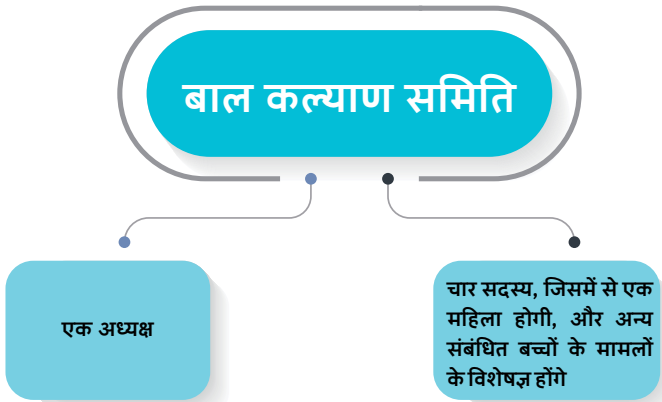 बाल कल्याण समिति
एक अध्यक्ष
चार सदस्य, जिसमें से एक
महिला होगी, और अन्य
संबंधित बच्चों के मामलों
के विशेषज्ञ होंगे